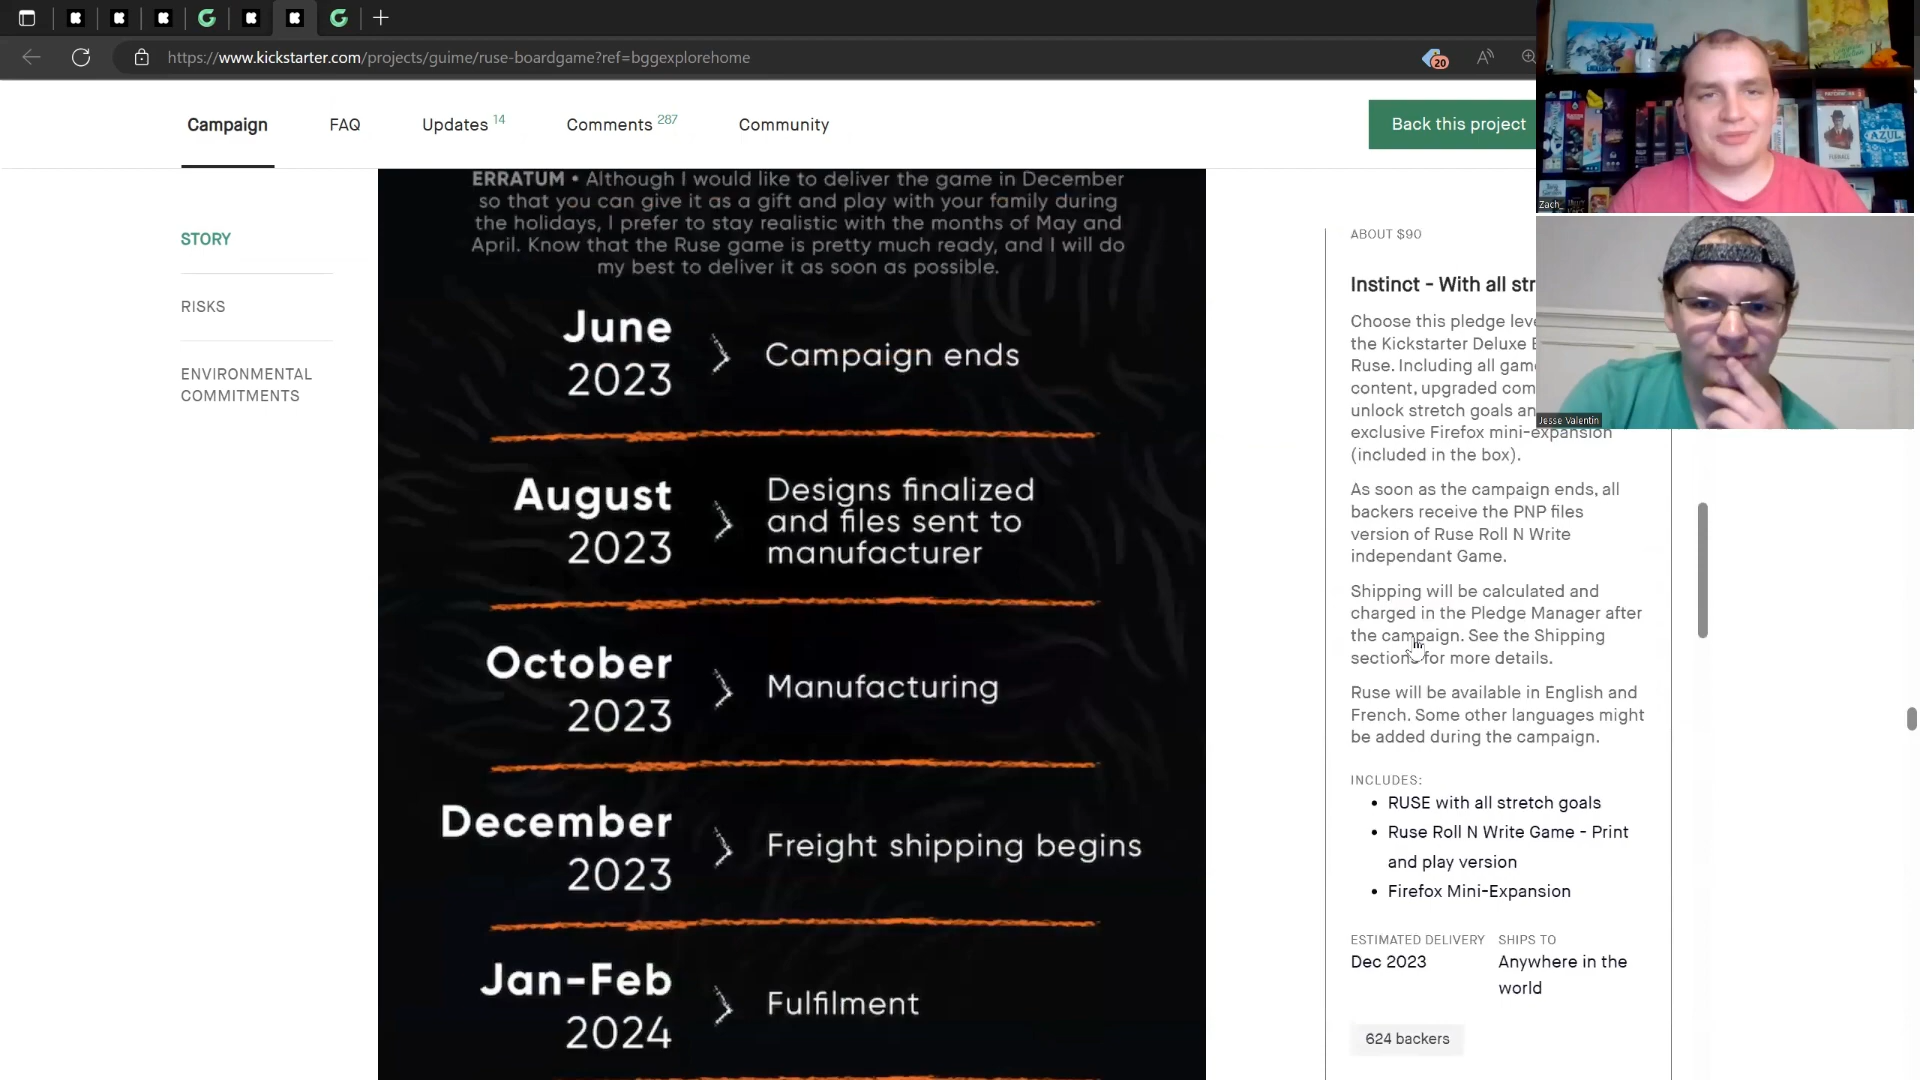 https://www.kickstarter.com/projects/guime/ruse-boardgame?ref=bggexplorehome
20
Campaign
FAQ
Updates 14
Comments 287
Community
Back this project
STORY
RISKS
ENVIRONMENTAL
COMMITMENTS
ERRATUM • Although I would like to deliver the game in December
so that you can give it as a gift and play with your family during
the holidays, I prefer to stay realistic with the months of May and
April. Know that the Ruse game is pretty much ready, and I will do
my best to deliver it as soon as possible.
June
2023
Campaign ends
August
2023
Designs finalized
and files sent to
manufacturer
October
2023
Manufacturing
December
2023
Freight shipping begins
Jan-Feb
2024
Fulfilment
ABOUT $90
Instinct - With all str
Choose this pledge leve
the Kickstarter Deluxe E
Ruse. Including all gam
content, upgraded com
unlock stretch goals an
exclusive Firefox mini-expansion
(included in the box).
As soon as the campaign ends, all
backers receive the PNP files
version of Ruse Roll N Write
independant Game.
Shipping will be calculated and
charged in the Pledge Manager after
the campaign. See the Shipping
sections for more details.
Ruse will be available in English and
French. Some other languages might
be added during the campaign.
INCLUDES:
• RUSE with all stretch goals
• Ruse Roll N Write Game - Print
and play version
• Firefox Mini-Expansion
ESTIMATED DELIVERY
Dec 2023
SHIPS TO
Anywhere in the
world
624 backers
Zach_
AZUL
Jesse Valentin